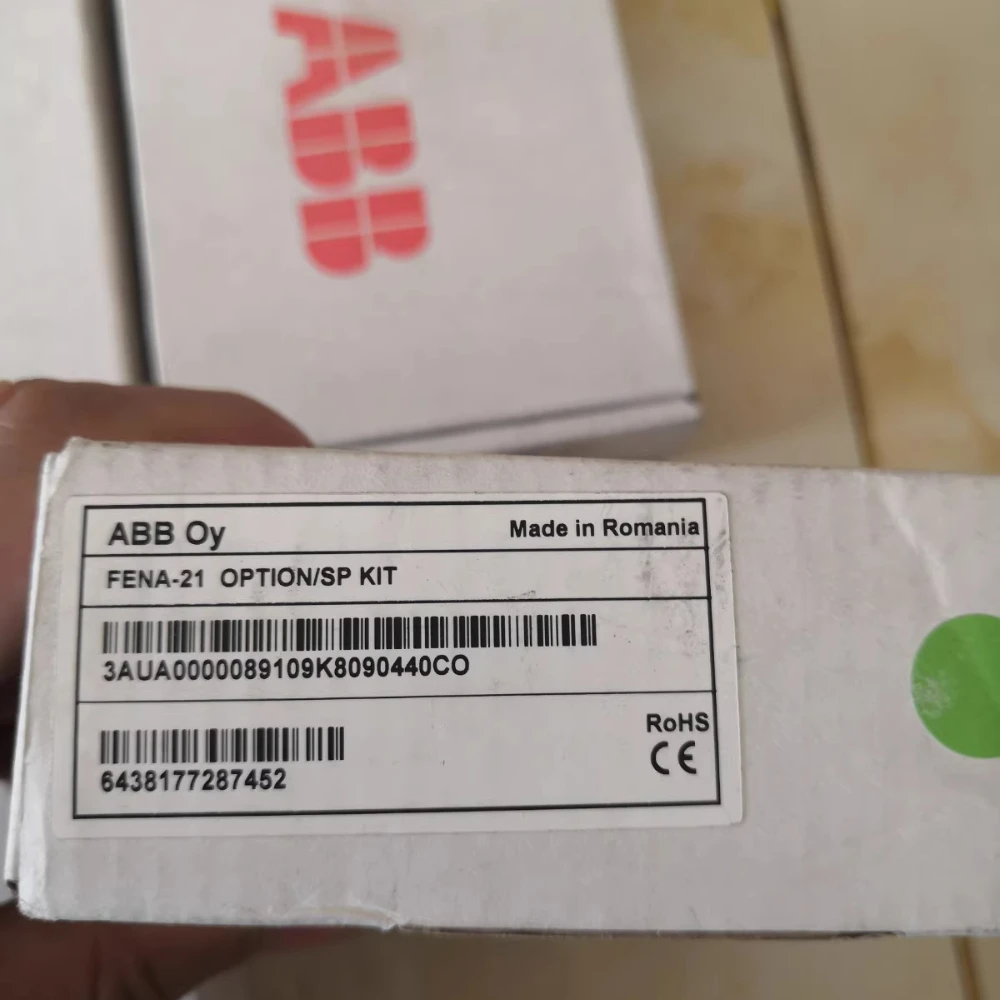 ABB
ABB Oy
Made in Romania
FENA-21 OPTION/SP KIT
3AUA0000089109K8090440CO
6438177287452
RoHS
CE